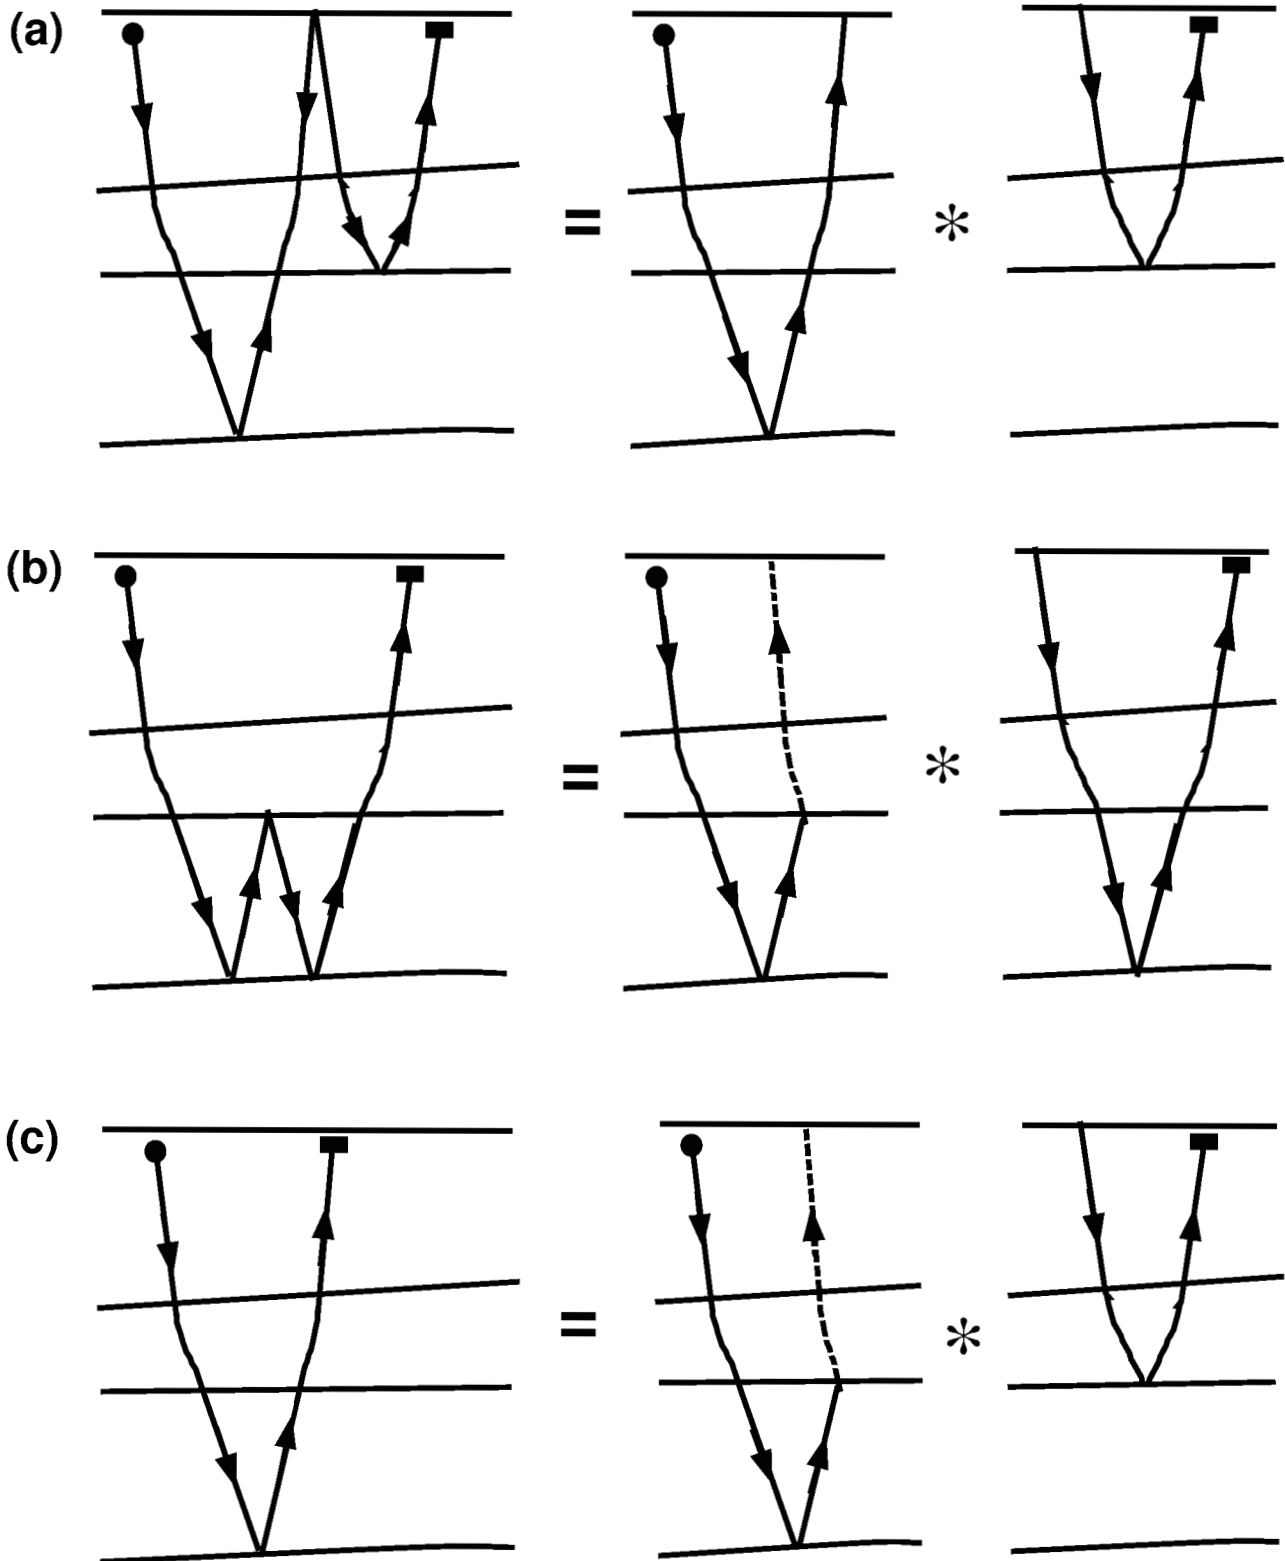 (a)
= *
(b)
= *
(c)
= *